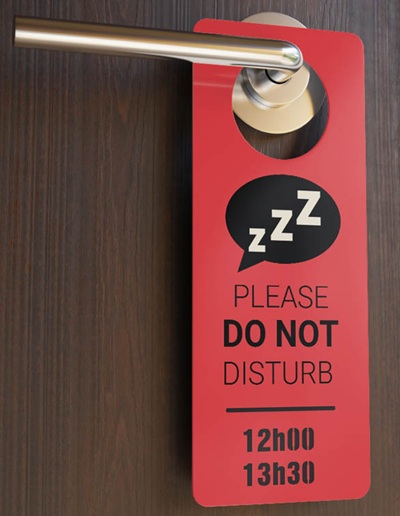 zzz
PLEASE
DO NOT
DISTURB
12h00
13h30